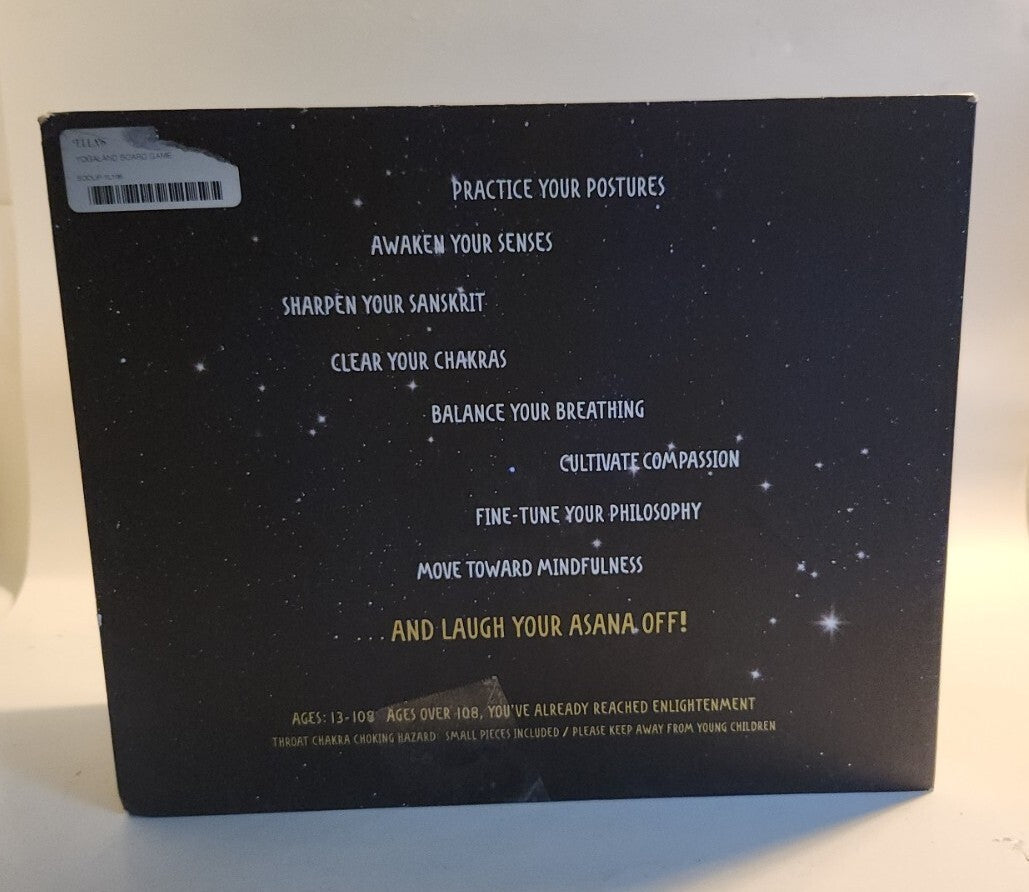 YOGALAND BOARD GAME
PRACTICE YOUR POSTURES
AWAKEN YOUR SENSES
SHARPEN YOUR SANSKRIT
CLEAR YOUR CHAKRAS
BALANCE YOUR BREATHING
CULTIVATE COMPASSION
FINE-TUNE YOUR PHILOSOPHY
MOVE TOWARD MINDFULNESS
...AND LAUGH YOUR ASANA OFF!
AGES: 13-108 AGES OVER 108, YOU'VE ALREADY REACHED ENLIGHTENMENT
THROAT CHAKRA CHOKING HAZARD SMALL PIECES INCLUDED / PLEASE KEEP AWAY FROM YOUNG CHILDREN